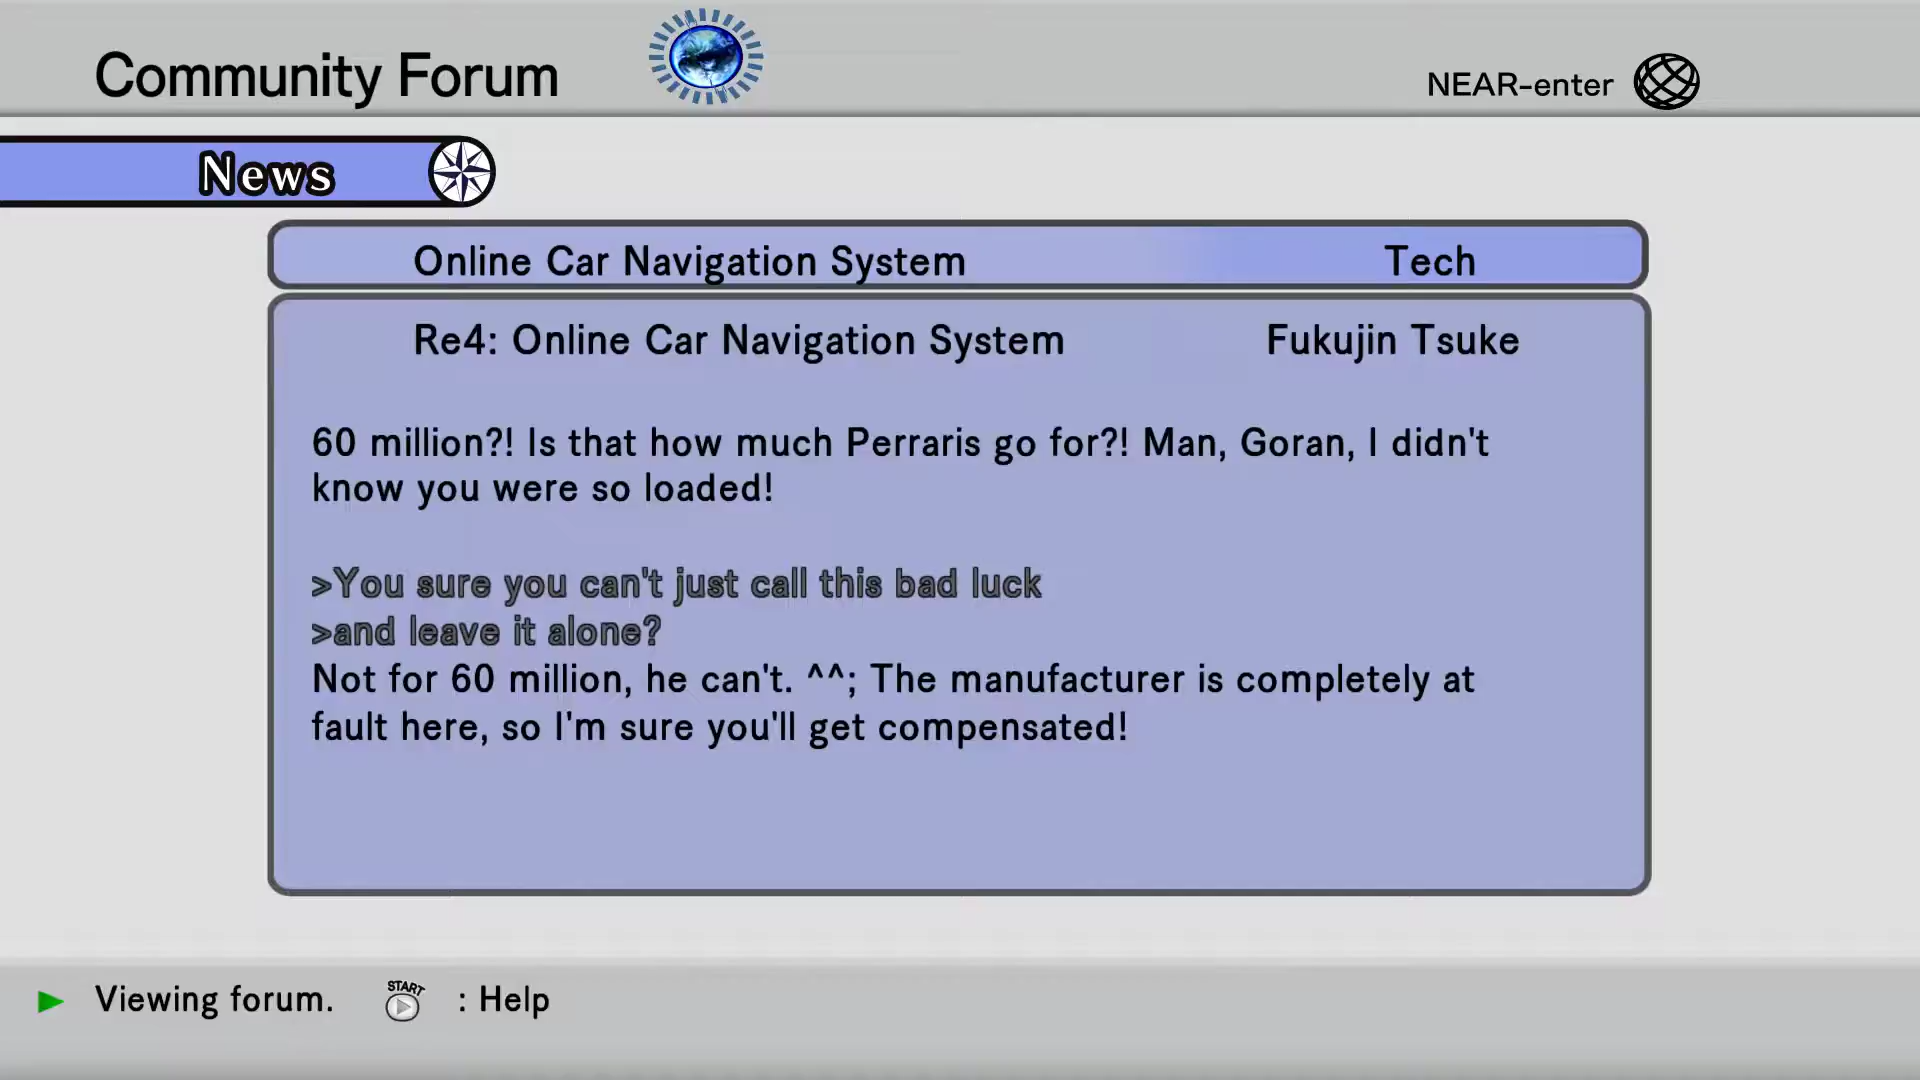 Community Forum
NEAR-enter
News
Online Car Navigation System Tech
Re4: Online Car Navigation System Fukujin Tsuke
60 million?! Is that how much Perraris go for?! Man, Goran, I didn't
know you were so loaded!
>You sure you can't just call this bad luck
>and leave it alone?
Not for 60 million, he can't. ^^; The manufacturer is completely at
fault here, so I'm sure you'll get compensated!
Viewing forum. START : Help